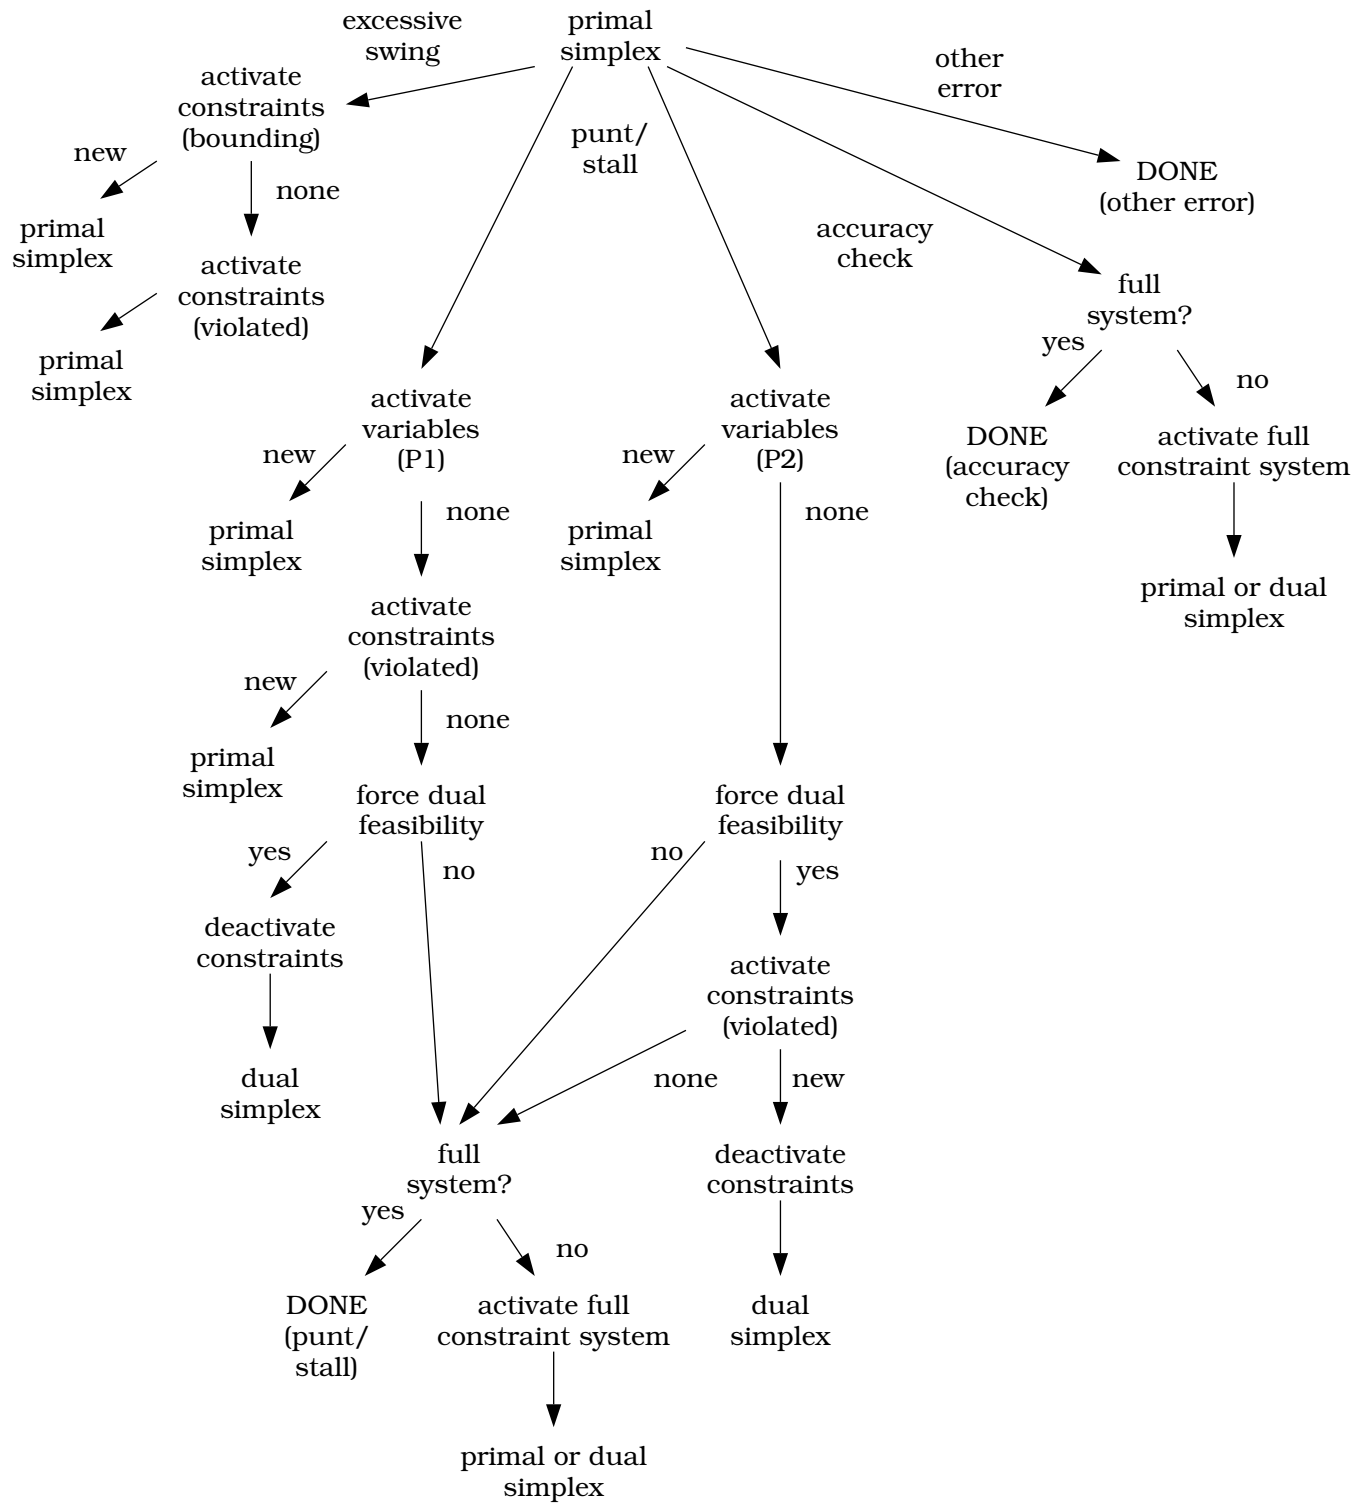 excessive
swing
primal
simplex
other
error
activate
constraints
(bounding)
punt/
stall
new
none
DONE
(other error)
primal
simplex
activate
constraints
(violated)
accuracy
check
full
system?
primal
simplex
yes
no
activate
variables
(P1)
activate
variables
(P2)
DONE
(accuracy
check)
activate full
constraint system
new
none
new
none
primal
simplex
primal
simplex
primal or dual
simplex
activate
constraints
(violated)
new
none
primal
simplex
force dual
feasibility
force dual
feasibility
yes
no
no
yes
deactivate
constraints
activate
constraints
(violated)
dual
simplex
none
new
full
system?
deactivate
constraints
yes
no
DONE
(punt/
stall)
activate full
constraint system
dual
simplex
primal or dual
simplex